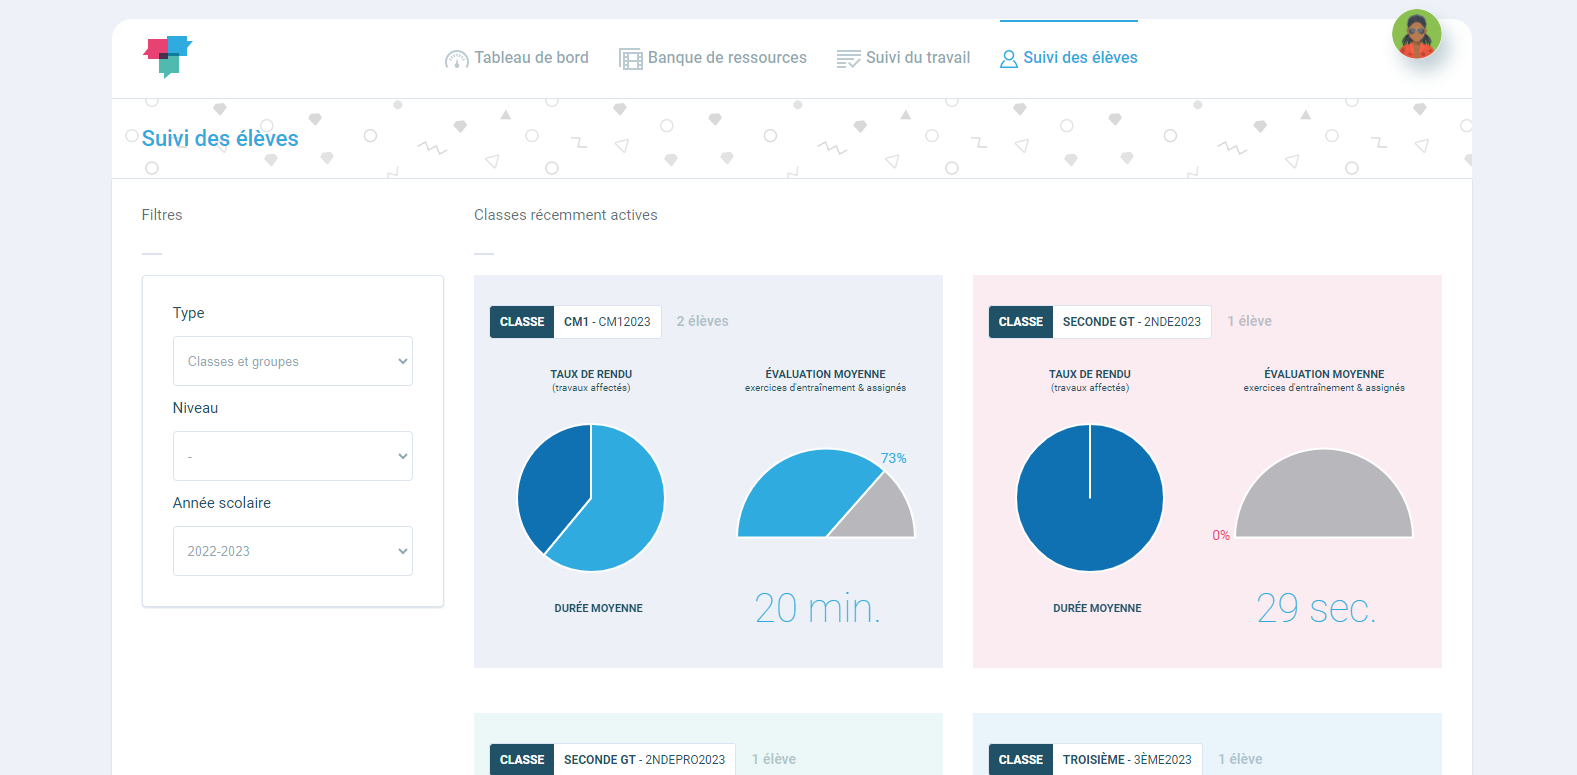 Tableau de bord
Banque de ressources
Suivi du travail
Suivi des élèves
Suivi des élèves
Filtres
Classes récemment actives
Type
Classes et groupes
Niveau
-
Année scolaire
2022-2023
CLASSE CM1 - CM12023 2 élèves
TAUX DE RENDU
(travaux affectés)
ÉVALUATION MOYENNE
exercices d'entraînement & assignés
73%
DURÉE MOYENNE
20 min.
CLASSE SECONDE GT - 2NDE2023 1 élève
TAUX DE RENDU
(travaux affectés)
ÉVALUATION MOYENNE
exercices d'entraînement & assignés
0%
DURÉE MOYENNE
29 sec.
CLASSE SECONDE GT - 2NDEPRO2023 1 élève
CLASSE TROISIÈME - 3ÈME2023 1 élève